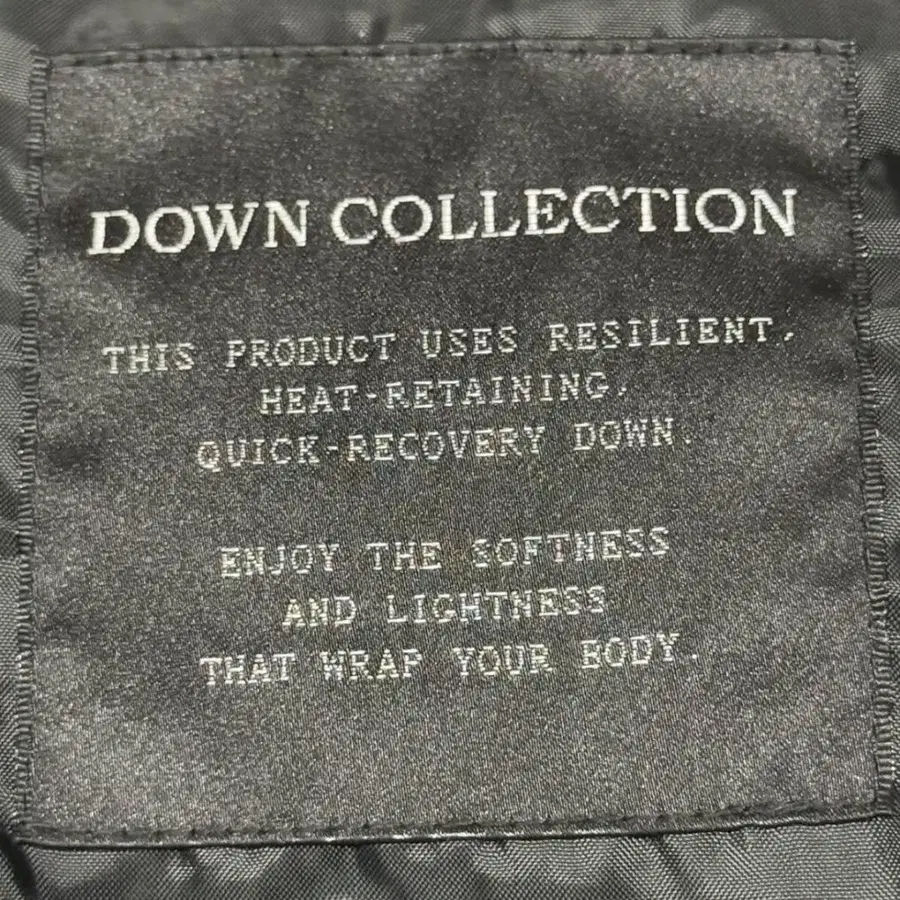 DOWN COLLECTION
THIS PRODUCT USES RESILIENT,
HEAT-RETAINING,
QUICK-RECOVERY DOWN.
ENJOY THE SOFTNESS
AND LIGHTNESS
THAT WRAP YOUR BODY.